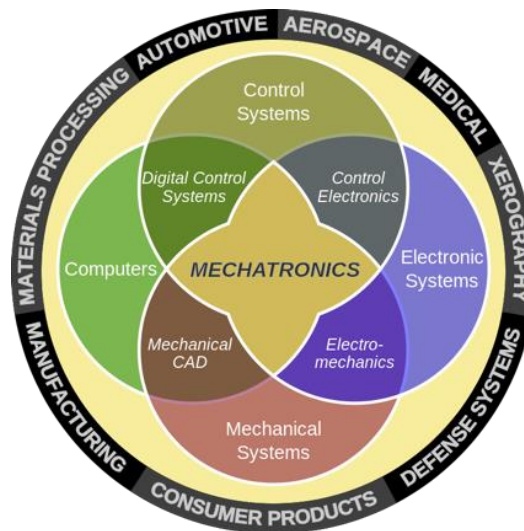 AUTOMOTIVE
AEROSPACE
MEDICAL
XEROGRAPHY
DEFENSE SYSTEMS
CONSUMER PRODUCTS
MANUFACTURING
MATERIALS PROCESSING
Control
Systems
Digital Control
Systems
Control
Electronics
Computers
MECHATRONICS
Electronic
Systems
Mechanical
CAD
Electro-
mechanics
Mechanical
Systems